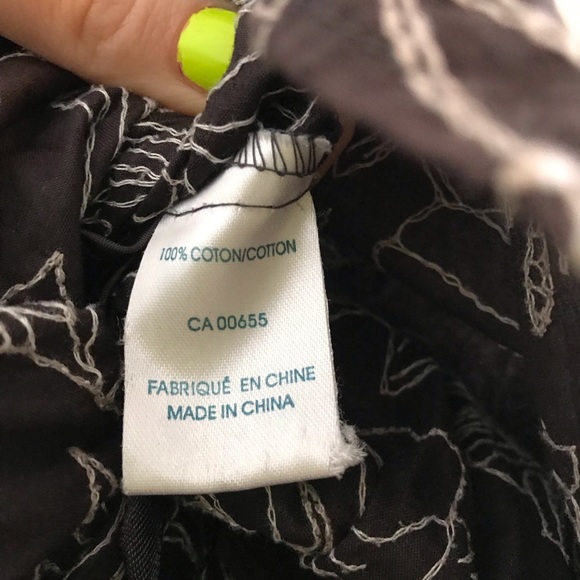 100% COTON/COTTON
CA 00655
FABRIQUÉ EN CHINE
MADE IN CHINA